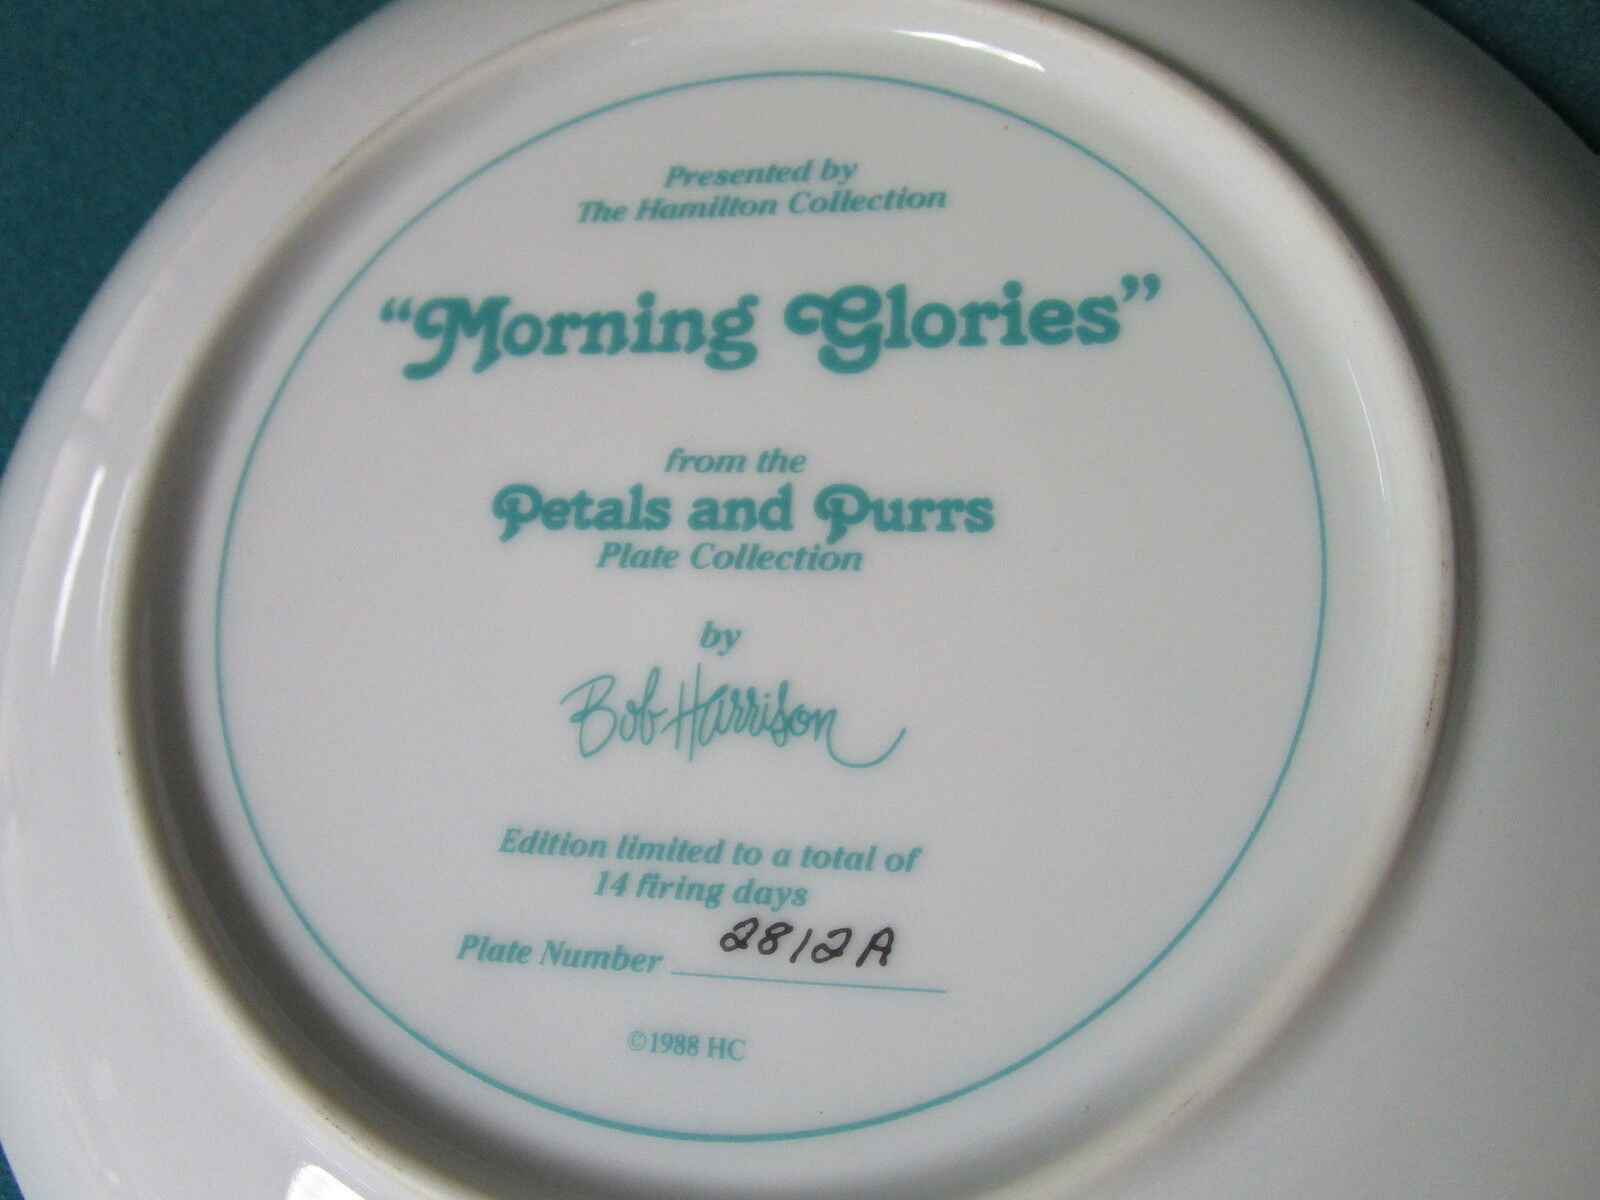 Presented by
The Hamilton Collection
“Morning Glories”
from the
Petals and Purrs
Plate Collection
by
Bob Harrison
Edition limited to a total of
14 firing days
Plate Number 2812A
©1988 HC